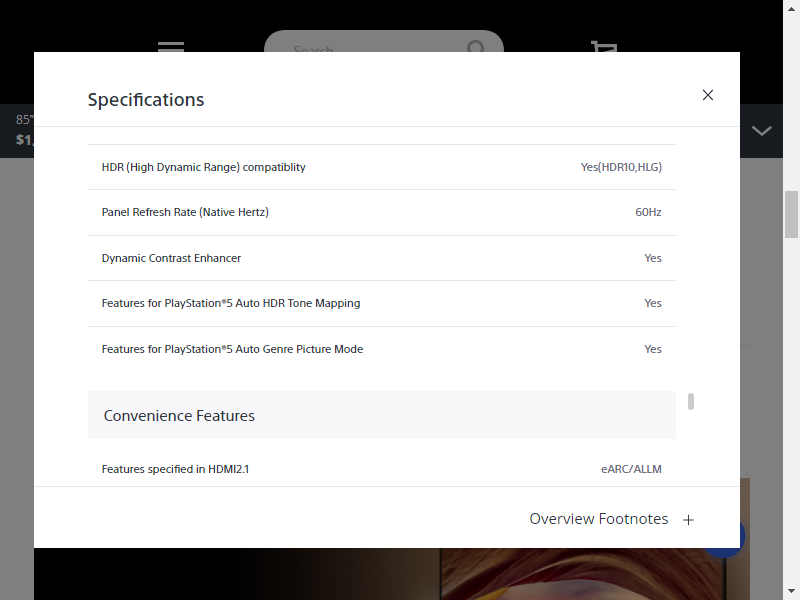 Search
85"
$1,
Specifications
HDR (High Dynamic Range) compatiblity
Yes(HDR10,HLG)
Panel Refresh Rate (Native Hertz)
60Hz
Dynamic Contrast Enhancer
Yes
Features for PlayStation®5 Auto HDR Tone Mapping
Yes
Features for PlayStation®5 Auto Genre Picture Mode
Yes
Convenience Features
Features specified in HDMI2.1
eARC/ALLM
Overview Footnotes +